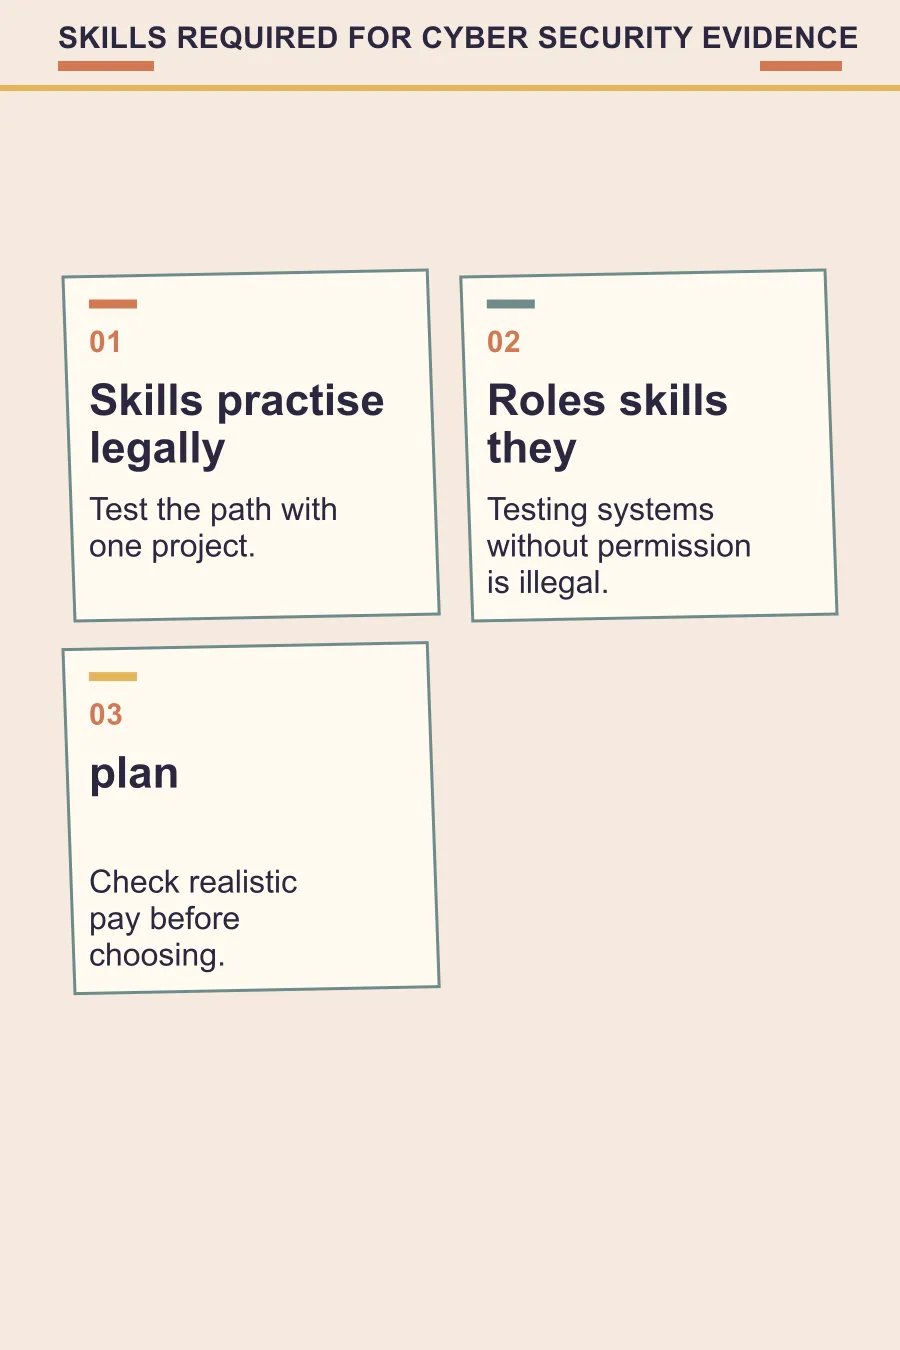 SKILLS REQUIRED FOR CYBER SECURITY EVIDENCE
01
Skills practise
legally
Test the path with
one project.
02
Roles skills
they
Testing systems
without permission
is illegal.
03
plan
Check realistic
pay before
choosing.